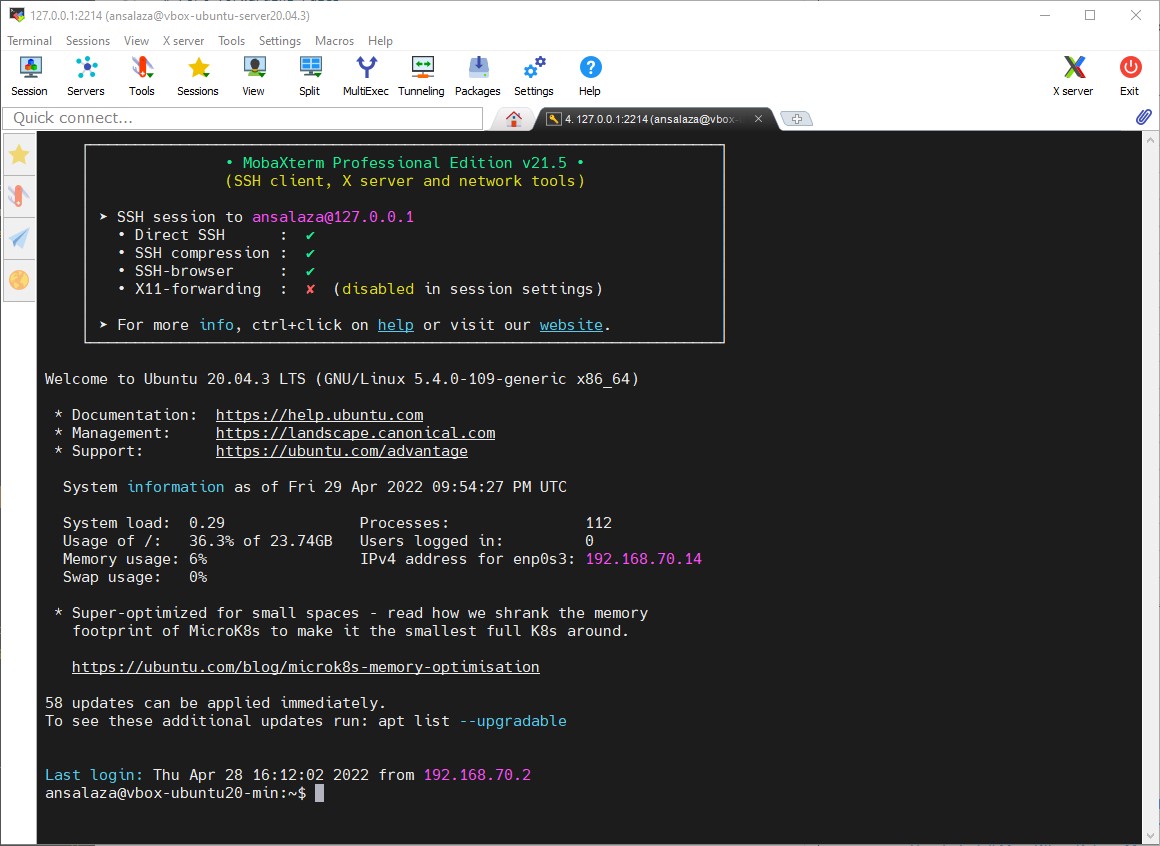 127.0.0.1:2214 (ansalaza@vbox-ubuntu-server20.04.3)
Terminal Sessions View X server Tools Settings Macros Help
Session Servers Tools Sessions View Split MultiExec Tunneling Packages Settings Help X server Exit
Quick connect...
4. 127.0.0.1:2214 (ansalaza@vbox-
• MobaXterm Professional Edition v21.5 •
(SSH client, X server and network tools)
➤ SSH session to ansalaza@127.0.0.1
• Direct SSH : ✔
• SSH compression : ✔
• SSH-browser : ✔
• X11-forwarding : ✘ (disabled in session settings)
➤ For more info, ctrl+click on help or visit our website.
Welcome to Ubuntu 20.04.3 LTS (GNU/Linux 5.4.0-109-generic x86_64)
* Documentation: https://help.ubuntu.com
* Management: https://landscape.canonical.com
* Support: https://ubuntu.com/advantage
System information as of Fri 29 Apr 2022 09:54:27 PM UTC
System load: 0.29 Processes: 112
Usage of /: 36.3% of 23.74GB Users logged in: 0
Memory usage: 6% IPv4 address for enp0s3: 192.168.70.14
Swap usage: 0%
* Super-optimized for small spaces - read how we shrank the memory
footprint of MicroK8s to make it the smallest full K8s around.
https://ubuntu.com/blog/microk8s-memory-optimisation
58 updates can be applied immediately.
To see these additional updates run: apt list --upgradable
Last login: Thu Apr 28 16:12:02 2022 from 192.168.70.2
ansalaza@vbox-ubuntu20-min:~$